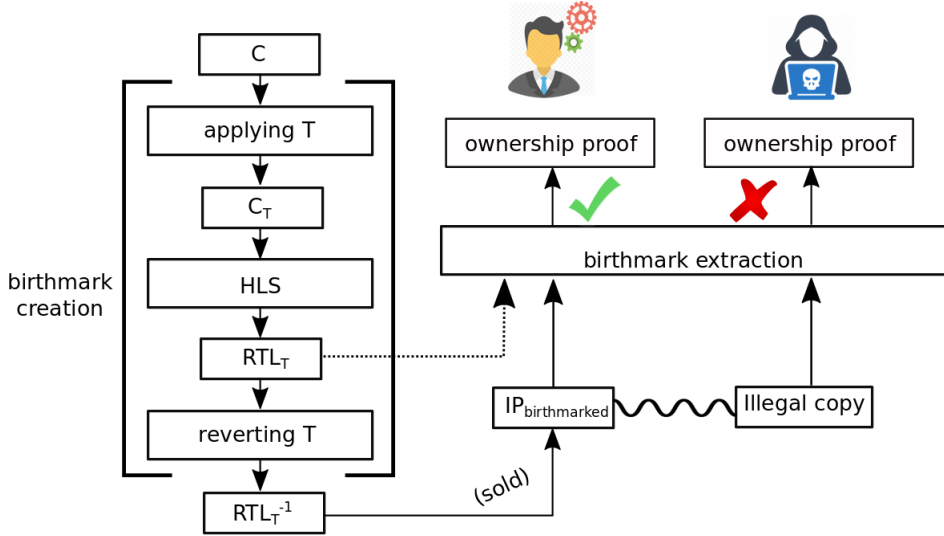 C
applying T
C_T
HLS
RTL_T
reverting T
RTL_T^-1
birthmark
creation
(sold)
ownership proof
ownership proof
birthmark extraction
IP_birthmarked
Illegal copy